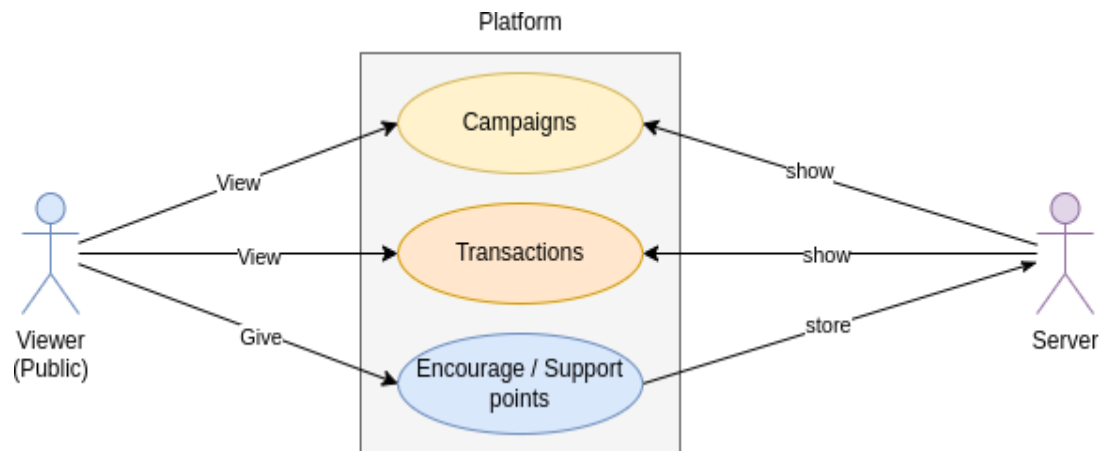 Platform
Campaigns
View
show
Transactions
View
show
Give
store
Encourage / Support
points
Viewer
(Public)
Server